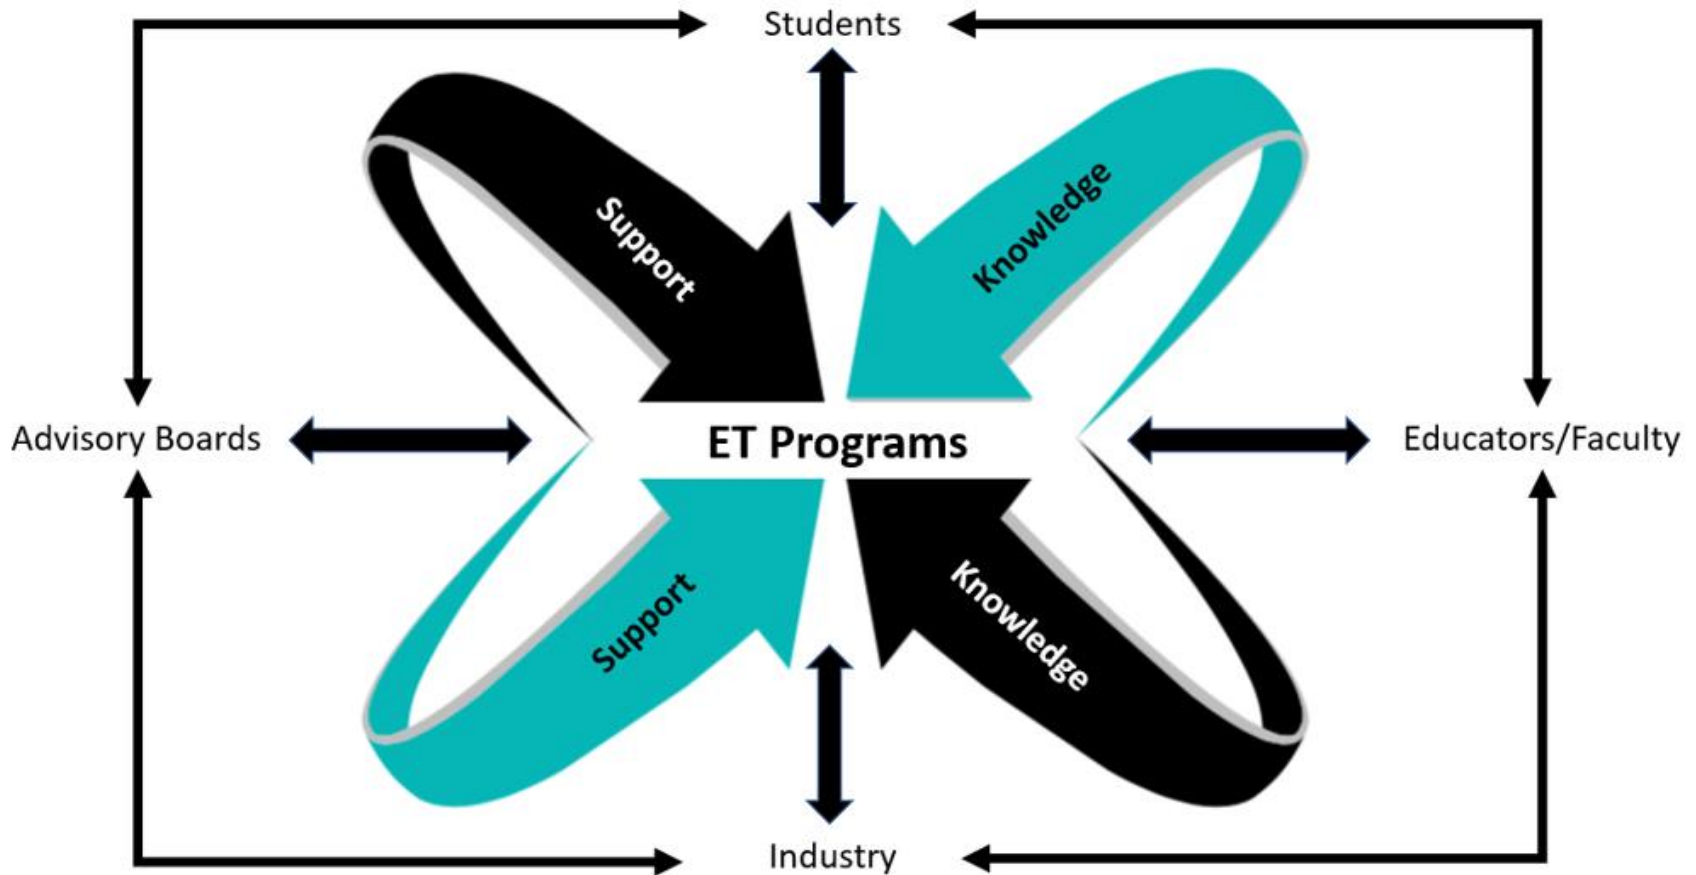 Students
Support
Knowledge
Advisory Boards
ET Programs
Educators/Faculty
Support
Knowledge
Industry